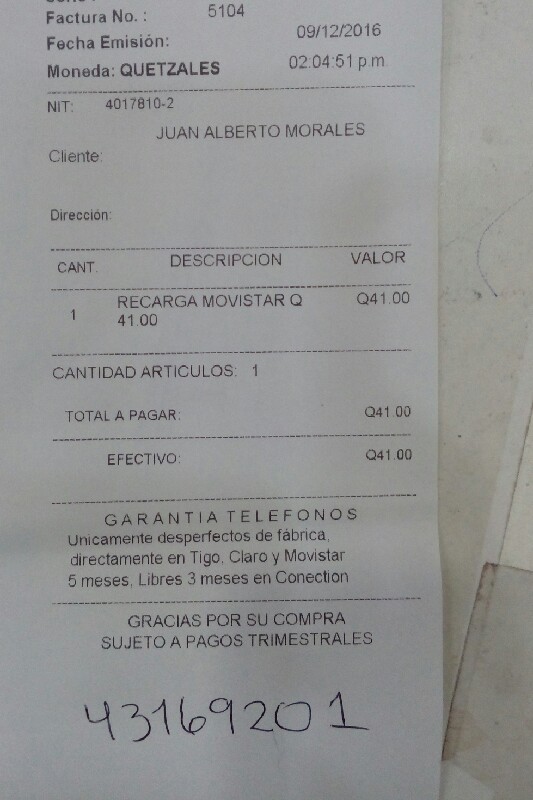 Factura No. : 5104
Fecha Emisión: 09/12/2016
Moneda: QUETZALES 02:04:51 p.m.
NIT: 4017810-2
JUAN ALBERTO MORALES
Cliente:
Dirección:
CANT. DESCRIPCION VALOR
1 RECARGA MOVISTAR Q Q41.00
41.00
CANTIDAD ARTICULOS: 1
TOTAL A PAGAR: Q41.00
EFECTIVO: Q41.00
GARANTIA TELEFONOS
Unicamente desperfectos de fábrica,
directamente en Tigo, Claro y Movistar
5 meses, Libres 3 meses en Conection
GRACIAS POR SU COMPRA
SUJETO A PAGOS TRIMESTRALES
43169201